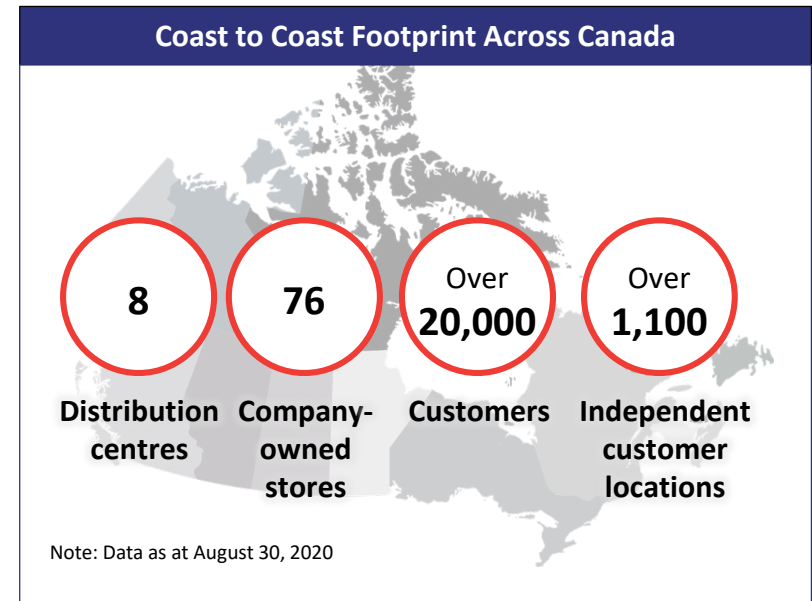 Coast to Coast Footprint Across Canada
8
Distribution
centres
76
Company-
owned
stores
Over
20,000
Customers
Over
1,100
Independent
customer
locations
Note: Data as at August 30, 2020